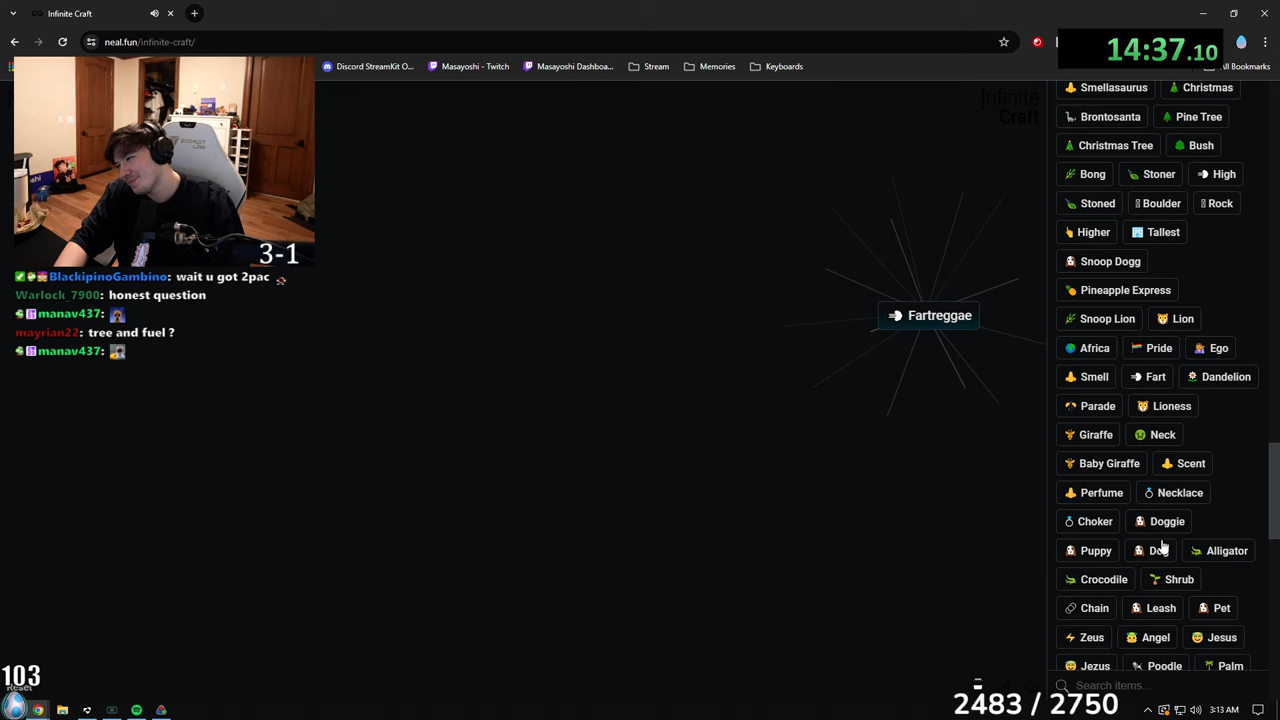 Infinite Craft
neal.fun/infinite-craft/
14:37.10
Discord StreamKit O...
Masayoshi - Twitch
Masayoshi Dashboa...
Stream
Memories
Keyboards
All Bookmarks
Infinite
Craft
SECRET LAB
3-1
BlackipinoGambino: wait u got 2pac
Warlock_7900: honest question
manav437:
mayrian22: tree and fuel ?
manav437:
Fartreggae
Smellasaurus Christmas
Brontosanta Pine Tree
Christmas Tree Bush
Bong Stoner High
Stoned Boulder Rock
Higher Tallest
Snoop Dogg
Pineapple Express
Snoop Lion Lion
Africa Pride Ego
Smell Fart Dandelion
Parade Lioness
Giraffe Neck
Baby Giraffe Scent
Perfume Necklace
Choker Doggie
Puppy Alligator
Crocodile Shrub
Chain Leash Pet
Zeus Angel Jesus
Jezus Poodle Palm
Search items...
103
Reset
2483 / 2750
3:13 AM